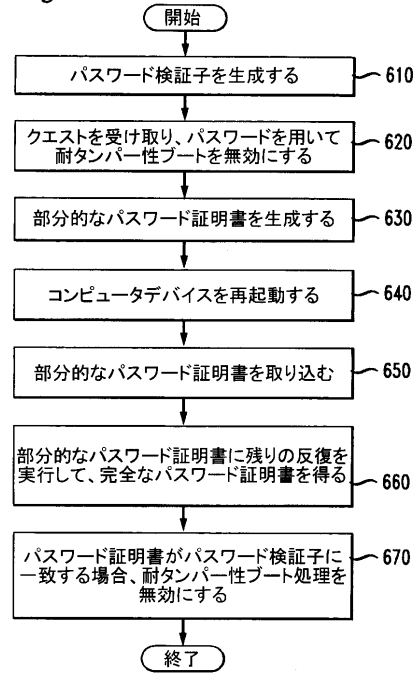 開始
パスワード検証子を生成する
610
クエストを受け取り、パスワードを用いて
耐タンパー性ブートを無効にする
620
部分的なパスワード証明書を生成する
630
コンピュータデバイスを再起動する
640
部分的なパスワード証明書を取り込む
650
部分的なパスワード証明書に残りの反復を
実行して、完全なパスワード証明書を得る
660
パスワード証明書がパスワード検証子に
一致する場合、耐タンパー性ブート処理を
無効にする
670
終了